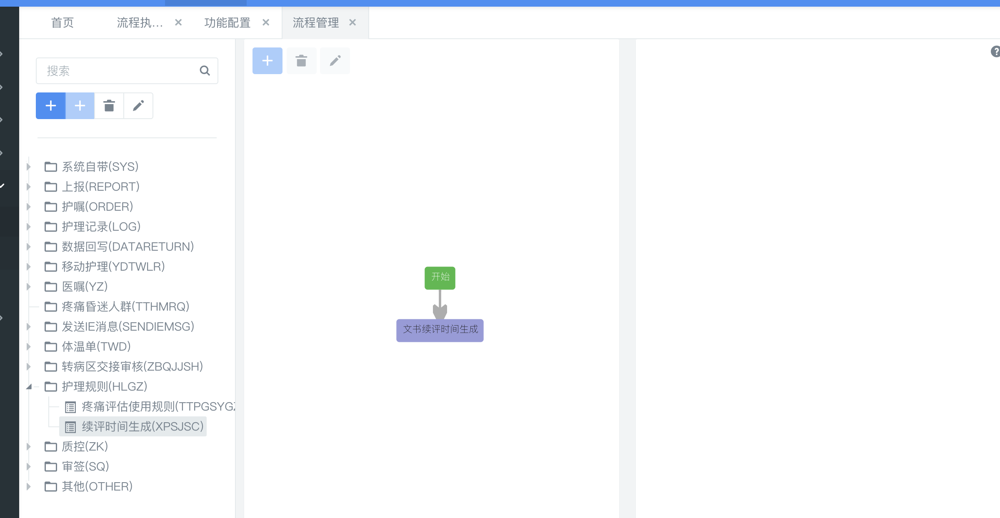 首页
流程执...
功能配置
流程管理
搜索
系统自带(SYS)
上报(REPORT)
护嘱(ORDER)
护理记录(LOG)
数据回写(DATARETURN)
移动护理(YDTWLR)
医嘱(YZ)
疼痛昏迷人群(TTHMRQ)
发送IE消息(SENDIEMSG)
体温单(TWD)
转病区交接审核(ZBQJJSH)
护理规则(HLGZ)
疼痛评估使用规则(TTPGSYGZ
续评时间生成(XPSJSC)
质控(ZK)
审签(SQ)
其他(OTHER)
开始
文书续评时间生成